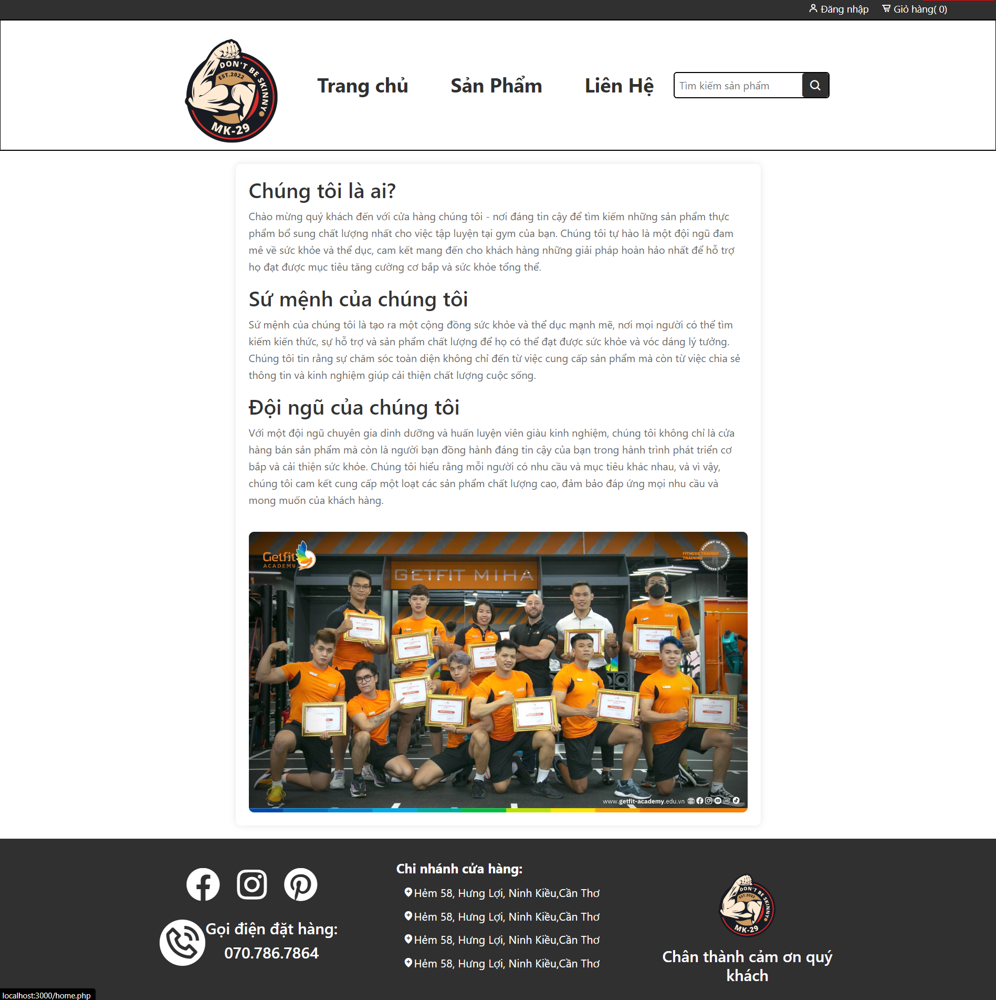 Đăng nhập
Giỏ hàng( 0)
DON'T BE SKINNY
EST.2022
MK-29
Trang chủ
Sản Phẩm
Liên Hệ
Tìm kiếm sản phẩm
Chúng tôi là ai?
Chào mừng quý khách đến với cửa hàng chúng tôi - nơi đáng tin cậy để tìm kiếm những sản phẩm thực
phẩm bổ sung chất lượng nhất cho việc tập luyện tại gym của bạn. Chúng tôi tự hào là một đội ngũ đam
mê về sức khỏe và thể dục, cam kết mang đến cho khách hàng những giải pháp hoàn hảo nhất để hỗ trợ
họ đạt được mục tiêu tăng cường cơ bắp và sức khỏe tổng thể.
Sứ mệnh của chúng tôi
Sứ mệnh của chúng tôi là tạo ra một cộng đồng sức khỏe và thể dục mạnh mẽ, nơi mọi người có thể tìm
kiếm kiến thức, sự hỗ trợ và sản phẩm chất lượng để họ có thể đạt được sức khỏe và vóc dáng lý tưởng.
Chúng tôi tin rằng sự chăm sóc toàn diện không chỉ đến từ việc cung cấp sản phẩm mà còn từ việc chia sẻ
thông tin và kinh nghiệm giúp cải thiện chất lượng cuộc sống.
Đội ngũ của chúng tôi
Với một đội ngũ chuyên gia dinh dưỡng và huấn luyện viên giàu kinh nghiệm, chúng tôi không chỉ là cửa
hàng bán sản phẩm mà còn là người bạn đồng hành đáng tin cậy của bạn trong hành trình phát triển cơ
bắp và cải thiện sức khỏe. Chúng tôi hiểu rằng mỗi người có nhu cầu và mục tiêu khác nhau, và vì vậy,
chúng tôi cam kết cung cấp một loạt các sản phẩm chất lượng cao, đảm bảo đáp ứng mọi nhu cầu và
mong muốn của khách hàng.
Getfit
ACADEMY
ACADEMY OF SPORTS TRAINING & RESEARCH
FITNESS TRAINER
TRAINING
GETFIT MIHA
www.getfit-academy.edu.vn
Chi nhánh cửa hàng:
Hẻm 58, Hưng Lợi, Ninh Kiều,Cần Thơ
Hẻm 58, Hưng Lợi, Ninh Kiều,Cần Thơ
Hẻm 58, Hưng Lợi, Ninh Kiều,Cần Thơ
Hẻm 58, Hưng Lợi, Ninh Kiều,Cần Thơ
Gọi điện đặt hàng:
070.786.7864
DON'T BE SKINNY
EST.2022
MK-29
Chân thành cảm ơn quý
khách
localhost:3000/home.php